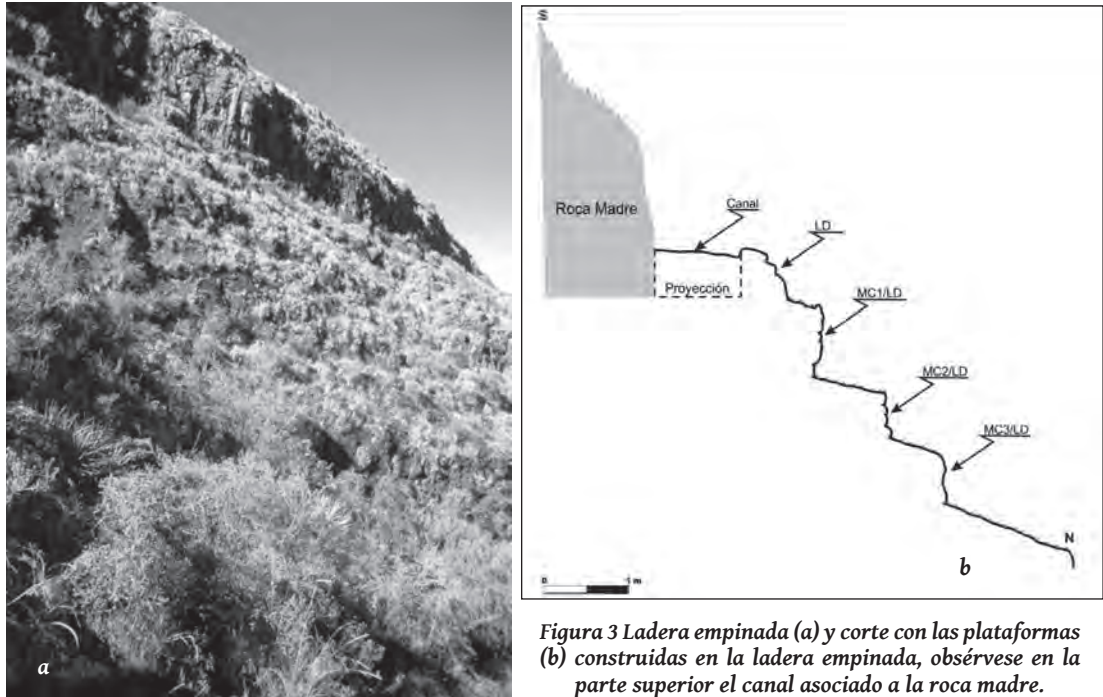 a
S
Roca Madre
Canal
LD
Proyección
MC1/LD
MC2/LD
MC3/LD
N
0 1 m
b
Figura 3 Ladera empinada (a) y corte con las plataformas
(b) construidas en la ladera empinada, obsérvese en la
parte superior el canal asociado a la roca madre.